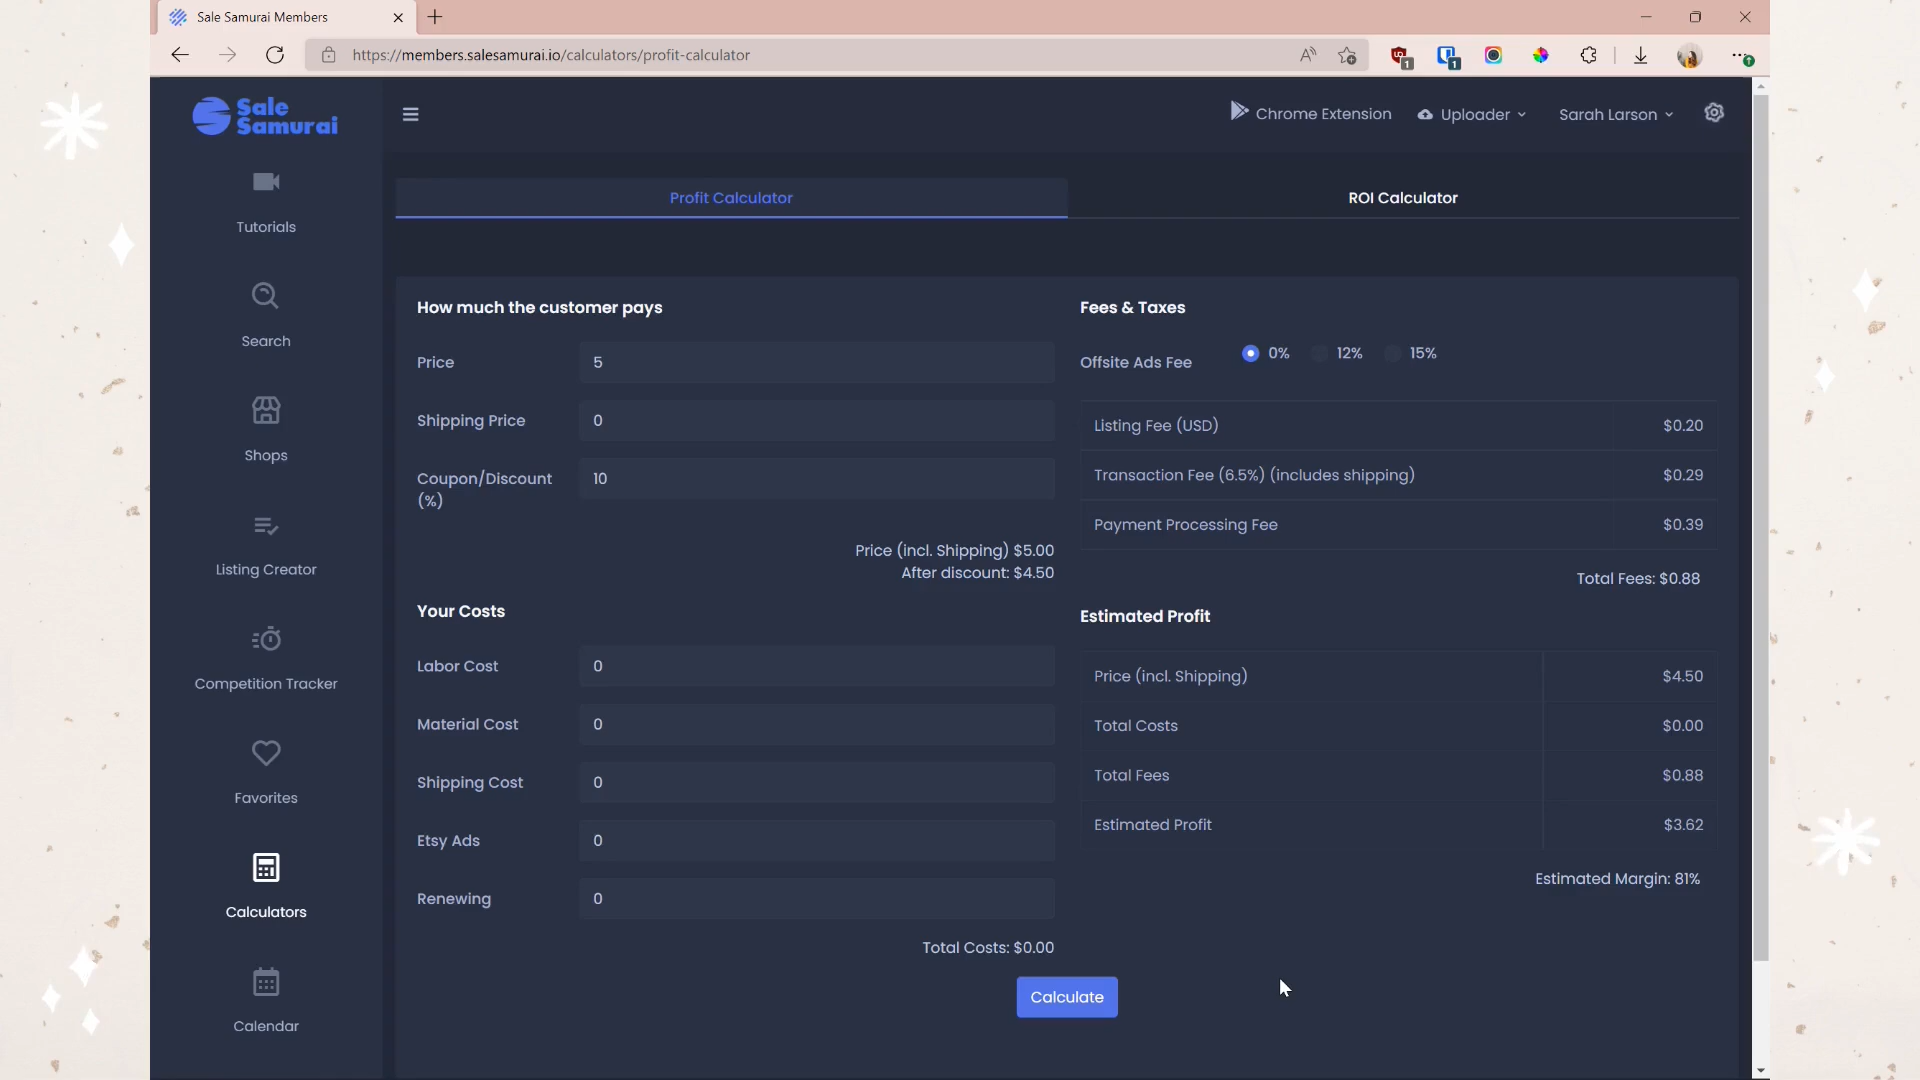 Sale Samurai Members
https://members.salesamurai.io/calculators/profit-calculator
1
1
Sale
Samurai
Chrome Extension
Uploader
Sarah Larson
Tutorials
Search
Shops
Listing Creator
Competition Tracker
Favorites
Calculators
Calendar
Profit Calculator
ROI Calculator
How much the customer pays
Price
5
Shipping Price
0
Coupon/Discount
(%)
10
Price (incl. Shipping) $5.00
After discount: $4.50
Your Costs
Labor Cost
0
Material Cost
0
Shipping Cost
0
Etsy Ads
0
Renewing
0
Total Costs: $0.00
Calculate
Fees & Taxes
Offsite Ads Fee
0%
12%
15%
Listing Fee (USD)
$0.20
Transaction Fee (6.5%) (includes shipping)
$0.29
Payment Processing Fee
$0.39
Total Fees: $0.88
Estimated Profit
Price (incl. Shipping)
$4.50
Total Costs
$0.00
Total Fees
$0.88
Estimated Profit
$3.62
Estimated Margin: 81%